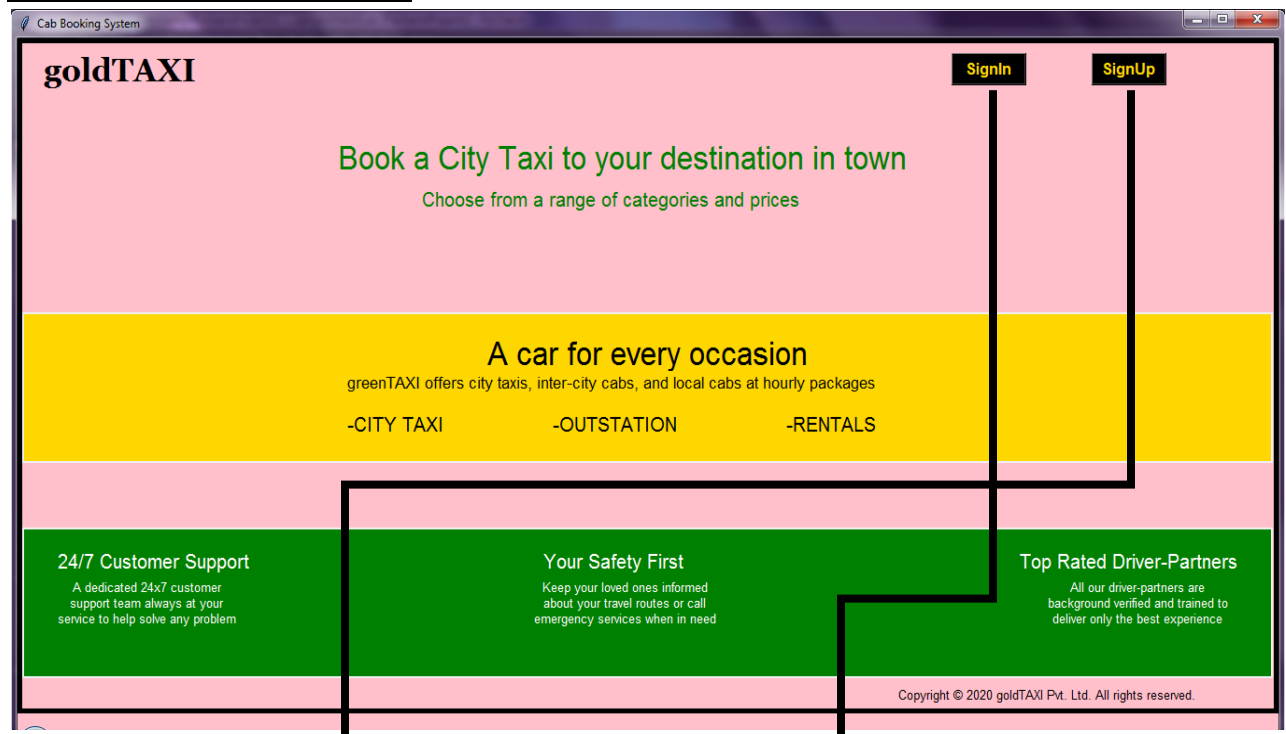 Cab Booking System
goldTAXI
SignIn
SignUp
Book a City Taxi to your destination in town
Choose from a range of categories and prices
A car for every occasion
greenTAXI offers city taxis, inter-city cabs, and local cabs at hourly packages
-CITY TAXI
-OUTSTATION
-RENTALS
24/7 Customer Support
A dedicated 24x7 customer
support team always at your
service to help solve any problem
Your Safety First
Keep your loved ones informed
about your travel routes or call
emergency services when in need
Top Rated Driver-Partners
All our driver-partners are
background verified and trained to
deliver only the best experience
Copyright © 2020 goldTAXI Pvt. Ltd. All rights reserved.